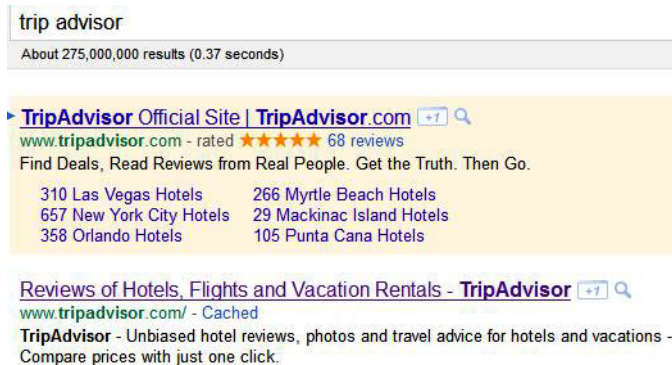 trip advisor
About 275,000,000 results (0.37 seconds)
TripAdvisor Official Site | TripAdvisor.com +1
www.tripadvisor.com - rated ★★★★★ 68 reviews
Find Deals, Read Reviews from Real People. Get the Truth. Then Go.
310 Las Vegas Hotels 266 Myrtle Beach Hotels
657 New York City Hotels 29 Mackinac Island Hotels
358 Orlando Hotels 105 Punta Cana Hotels
Reviews of Hotels, Flights and Vacation Rentals - TripAdvisor +1
www.tripadvisor.com/ - Cached
TripAdvisor - Unbiased hotel reviews, photos and travel advice for hotels and vacations -
Compare prices with just one click.